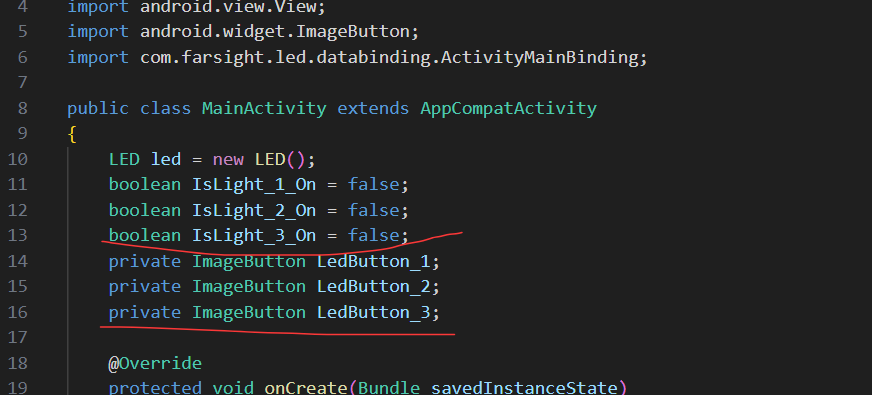 4 import android.view.View;
5 import android.widget.ImageButton;
6 import com.farsight.led.databinding.ActivityMainBinding;
7
8 public class MainActivity extends AppCompatActivity
9 {
10 LED led = new LED();
11 boolean IsLight_1_On = false;
12 boolean IsLight_2_On = false;
13 boolean IsLight_3_On = false;
14 private ImageButton LedButton_1;
15 private ImageButton LedButton_2;
16 private ImageButton LedButton_3;
17
18 @Override
19 protected void onCreate(Bundle savedInstanceState)